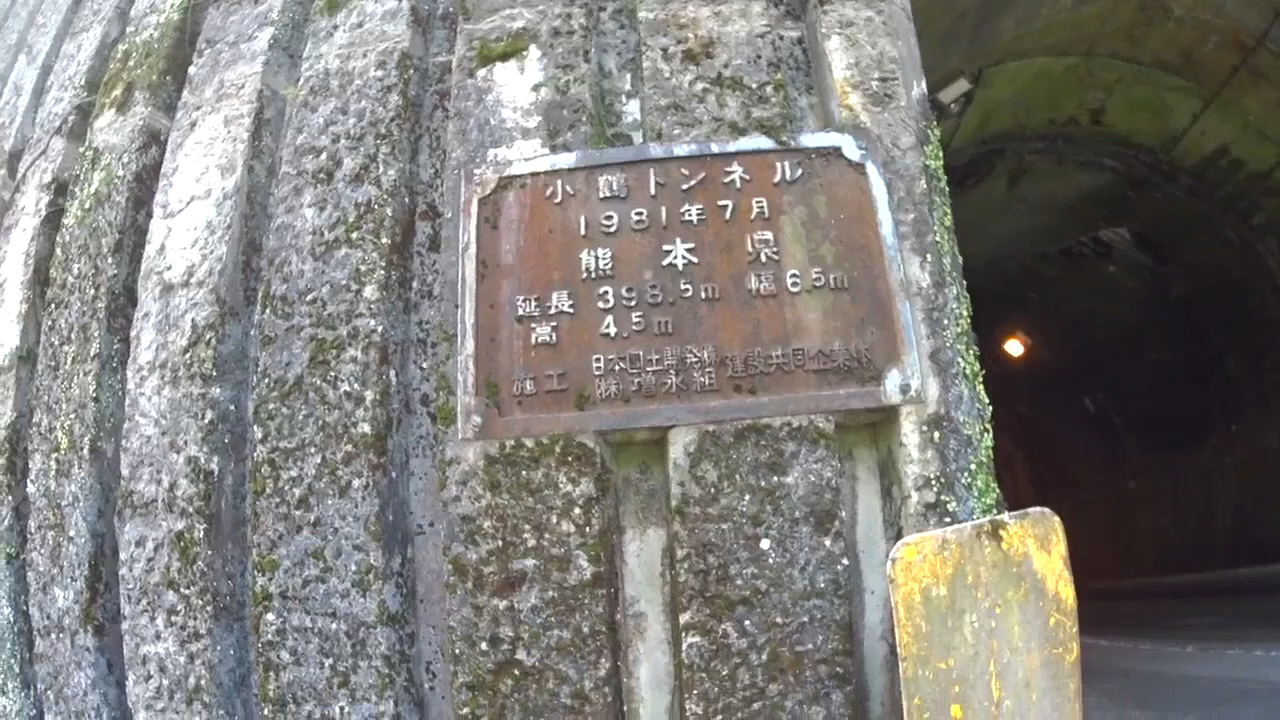 小鶴トンネル
1981年7月
熊本県
延長 398.5m 幅6.5m
高 4.5m
施工 日本国土開発㈱ 建設共同企業体
㈱増永組